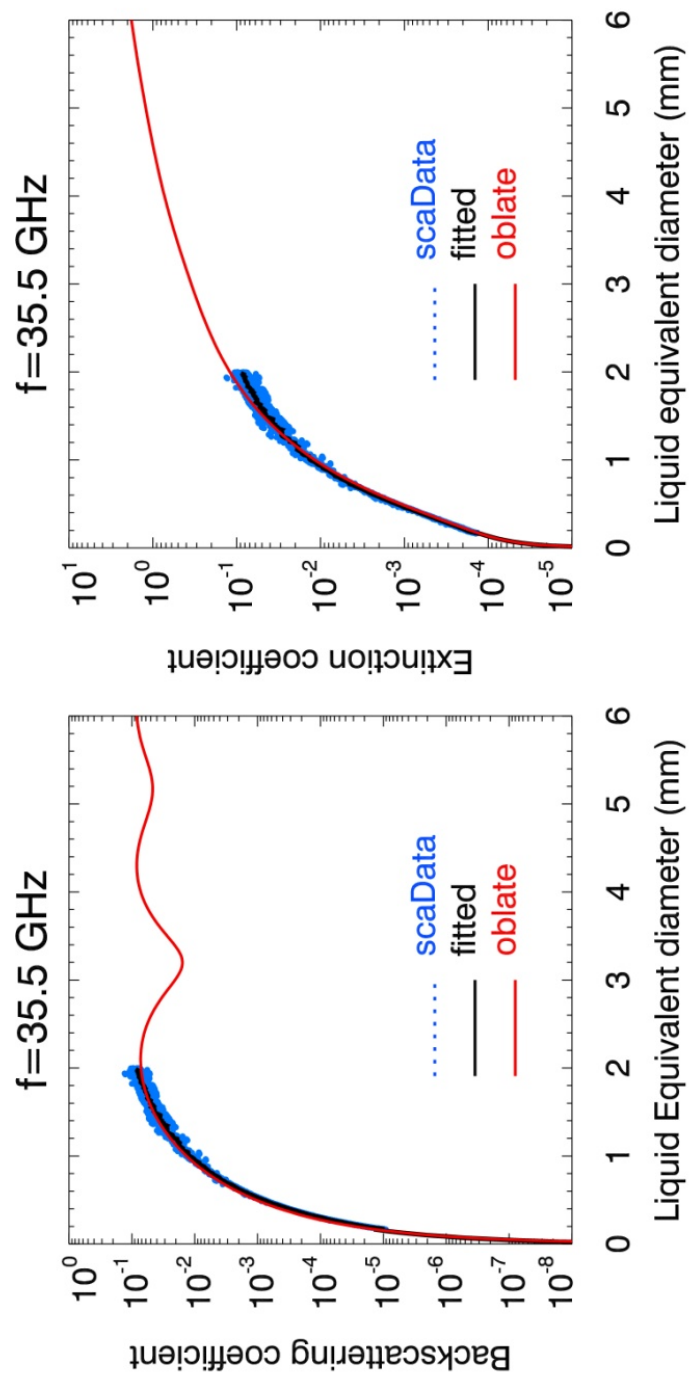 f=35.5 GHz
Backscattering coefficient
10⁰
10⁻¹
10⁻²
10⁻³
10⁻⁴
10⁻⁵
10⁻⁶
10⁻⁷
10⁻⁸
scaData
fitted
oblate
0 1 2 3 4 5 6
Liquid Equivalent diameter (mm)
f=35.5 GHz
Extinction coefficient
10¹
10⁰
10⁻¹
10⁻²
10⁻³
10⁻⁴
10⁻⁵
scaData
fitted
oblate
0 1 2 3 4 5 6
Liquid equivalent diameter (mm)